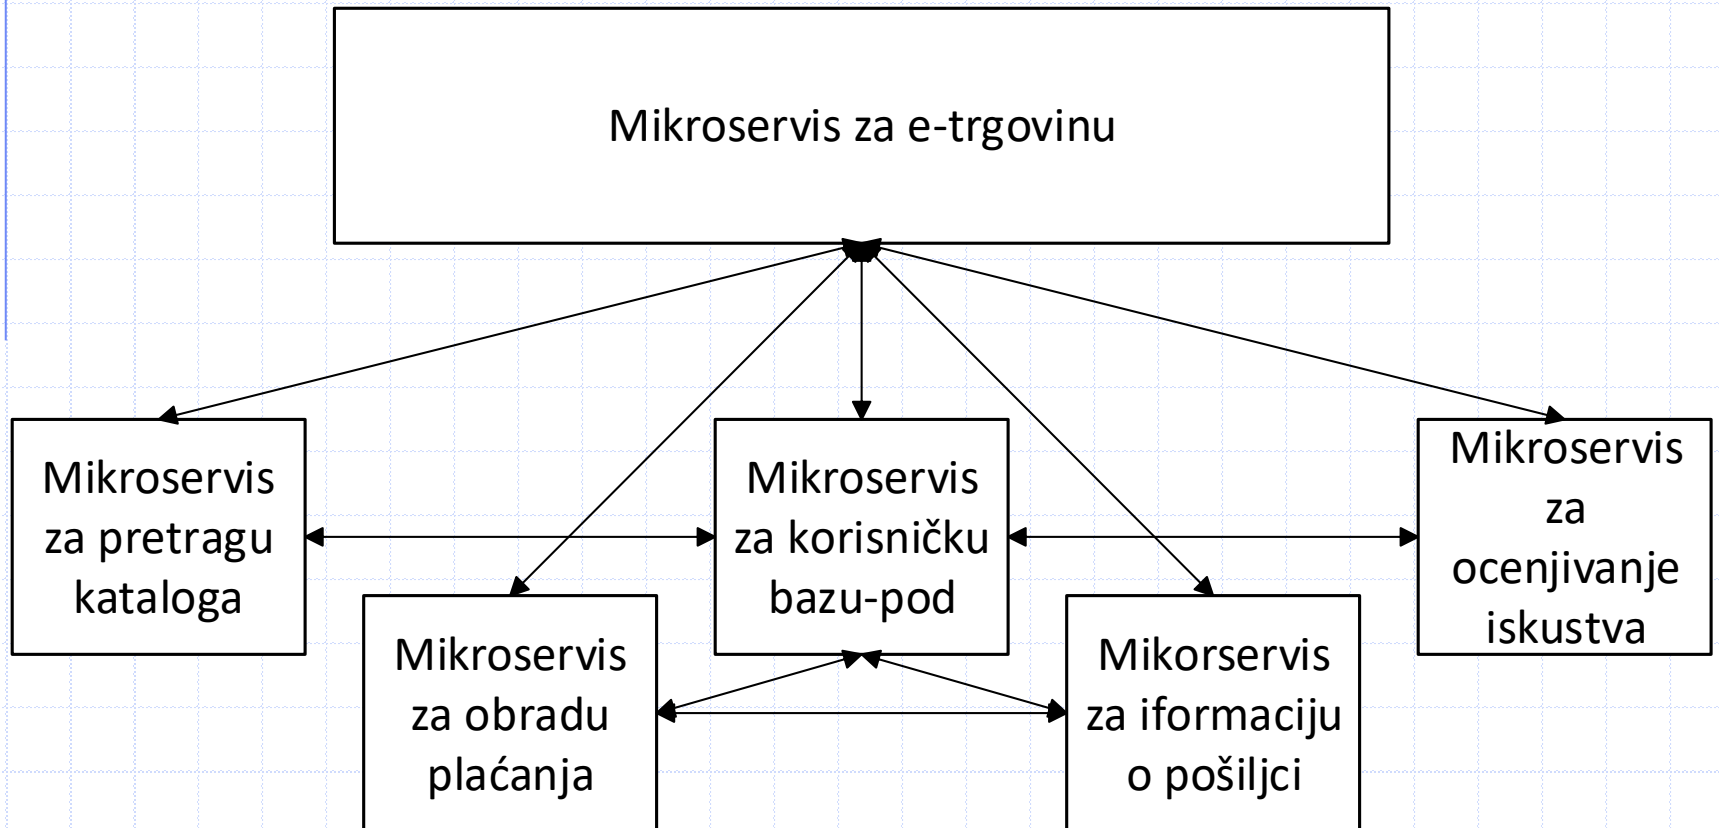 Mikroservis za e-trgovinu
Mikroservis
za pretragu
kataloga
Mikroservis
za obradu
plaćanja
Mikroservis
za korisničku
bazu-pod
Mikorservis
za iformaciju
o pošiljci
Mikroservis
za
ocenjivanje
iskustva